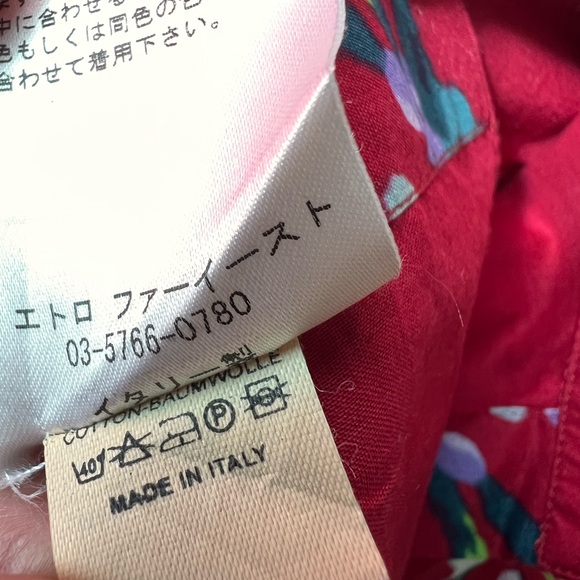 中に合わせる
色もしくは同色の色
合わせて着用下さい。
エトロ ファーイースト
03-5766-0780
イタリー製
COTTON-BAUMWOLLE
40°
P
MADE IN ITALY